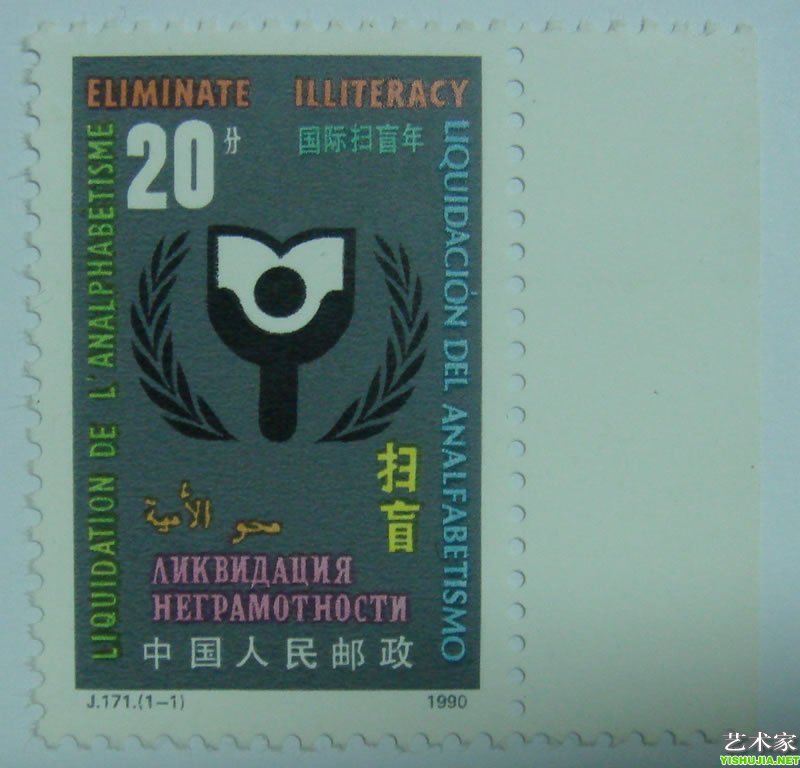 ELIMINATE ILLITERACY
20分
国际扫盲年
LIQUIDATION DE L'ANALPHABETISME
LIQUIDACIÓN DEL ANALFABETISMO
扫盲
محو الأمية
ЛИКВИДАЦИЯ
НЕГРАМОТНОСТИ
中国人民邮政
J.171.(1-1)
1990
艺术家
YISHUJIA.NET